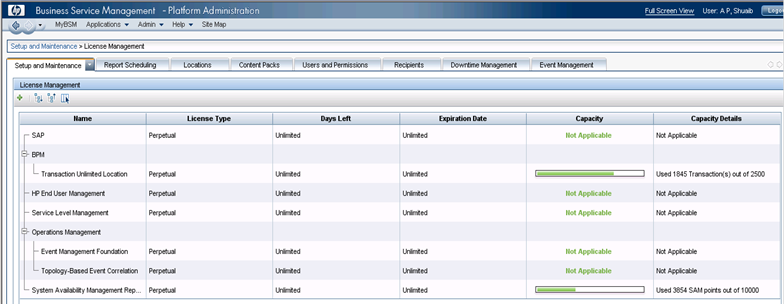 hp Business Service Management - Platform Administration Full Screen View User: A P, Shuaib
MyBSM Applications Admin Help Site Map
Setup and Maintenance > License Management
Setup and Maintenance Report Scheduling Locations Content Packs Users and Permissions Recipients Downtime Management Event Management
License Management
Name License Type Days Left Expiration Date Capacity Capacity Details
SAP Perpetual Unlimited Unlimited Not Applicable Not Applicable
BPM
Transaction Unlimited Location Perpetual Unlimited Unlimited Used 1845 Transaction(s) out of 2500
HP End User Management Perpetual Unlimited Unlimited Not Applicable Not Applicable
Service Level Management Perpetual Unlimited Unlimited Not Applicable Not Applicable
Operations Management
Event Management Foundation Perpetual Unlimited Unlimited Not Applicable Not Applicable
Topology-Based Event Correlation Perpetual Unlimited Unlimited Not Applicable Not Applicable
System Availability Management Rep... Perpetual Unlimited Unlimited Used 3854 SAM points out of 10000